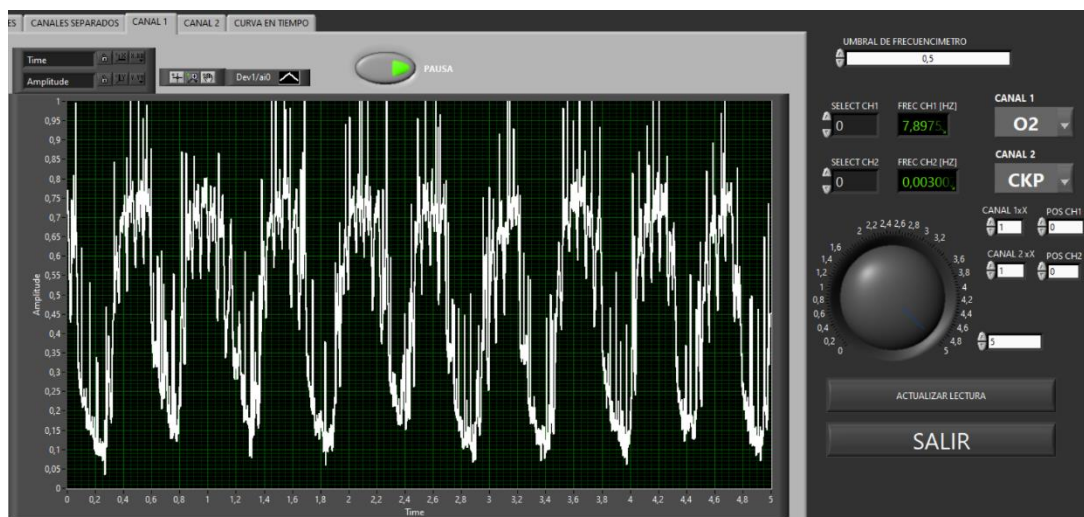 ES CANALES SEPARADOS CANAL 1 CANAL 2 CURVA EN TIEMPO
Time
Amplitude
Dev1/ai0
PAUSA
1
0,95
0,9
0,85
0,8
0,75
0,7
0,65
0,6
0,55
0,5
0,45
0,4
0,35
0,3
0,25
0,2
0,15
0,1
0,05
0
Amplitude
0 0,2 0,4 0,6 0,8 1 1,2 1,4 1,6 1,8 2 2,2 2,4 2,6 2,8 3 3,2 3,4 3,6 3,8 4 4,2 4,4 4,6 4,8 5
Time
UMBRAL DE FRECUENCIMETRO
0,5
SELECT CH1 FREC CH1 [HZ] CANAL 1
0 7,8975 O2
SELECT CH2 FREC CH2 [HZ] CANAL 2
0 0,00300 CKP
CANAL 1xX POS CH1
1 0
CANAL 2 xX POS CH2
1 0
0 0,2 0,4 0,6 0,8 1 1,2 1,4 1,6 2 2,2 2,4 2,6 2,8 3 3,2 3,6 3,8 4 4,2 4,4 4,6 4,8 5
5
ACTUALIZAR LECTURA
SALIR